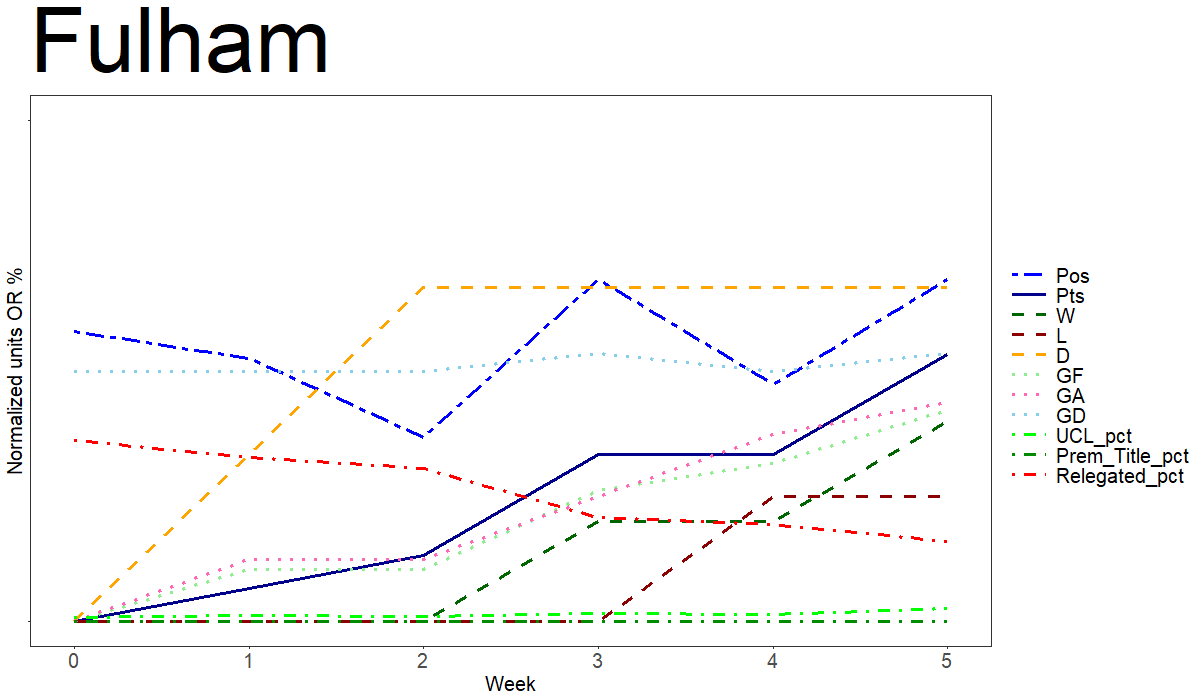 Fulham
Normalized units OR %
Pos
Pts
W
L
D
GF
GA
GD
UCL_pct
Prem_Title_pct
Relegated_pct
0 1 2 3 4 5
Week